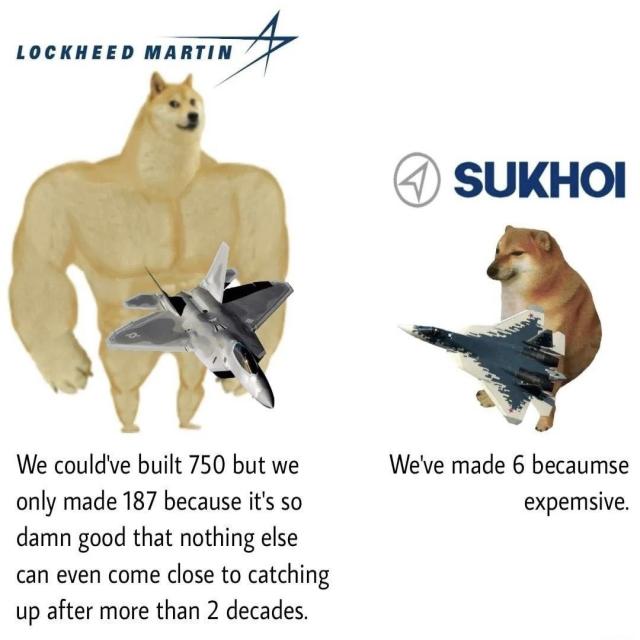 LOCKHEED MARTIN
SUKHOI
We could've built 750 but we
only made 187 because it's so
damn good that nothing else
can even come close to catching
up after more than 2 decades.
We've made 6 becaumse
expemsive.